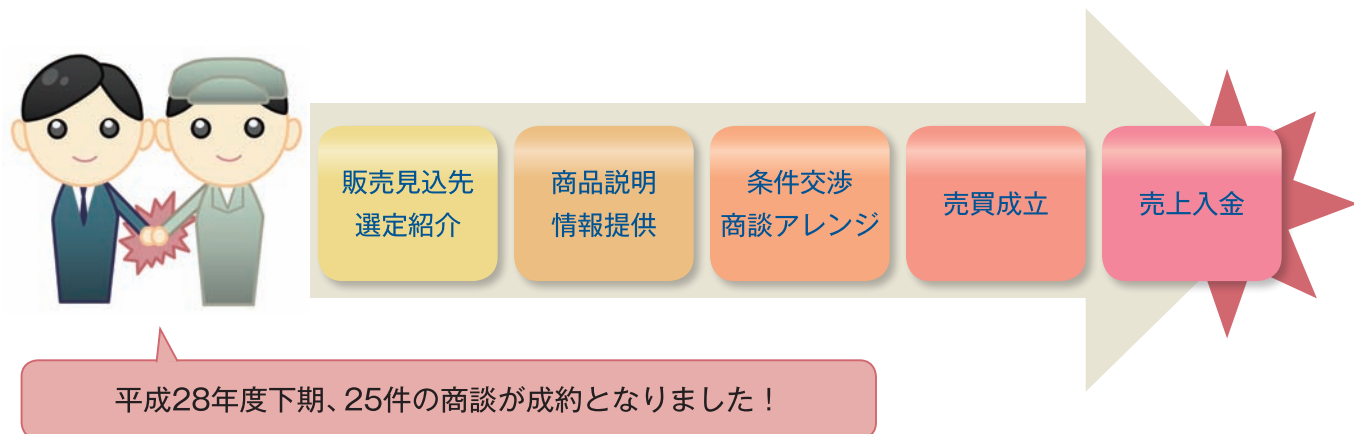 販売見込先
選定紹介
商品説明
情報提供
条件交渉
商談アレンジ
売買成立
売上入金
平成28年度下期、25件の商談が成約となりました！